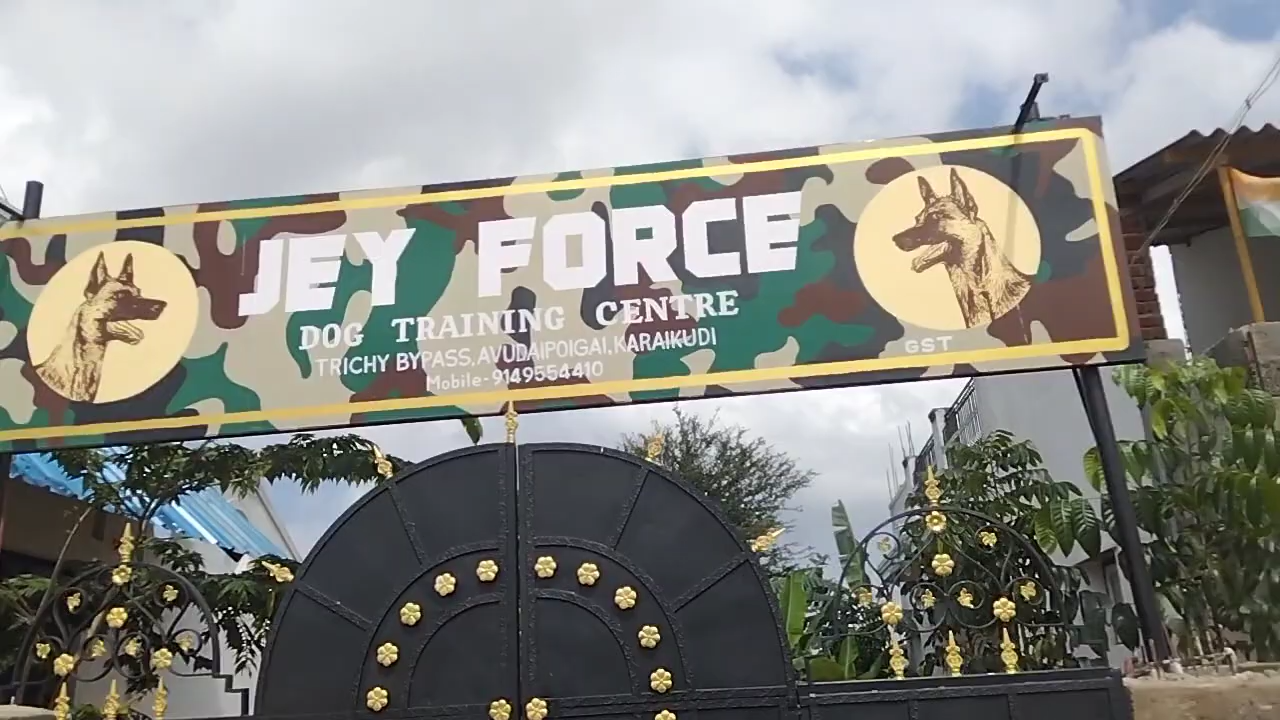 JEY FORCE
DOG TRAINING CENTRE
TRICHY BYPASS, AVUDAIPOIGAI, KARAIKUDI
Mobile-9149554410
GST